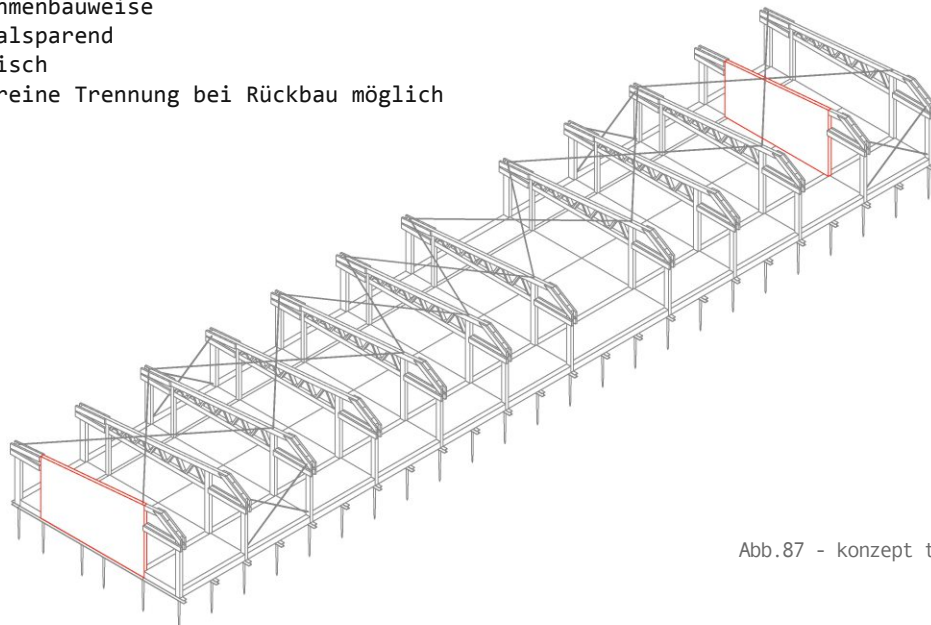 mmenbauweise
alsparend
isch
reine Trennung bei Rückbau möglich
Abb.87 - konzept t